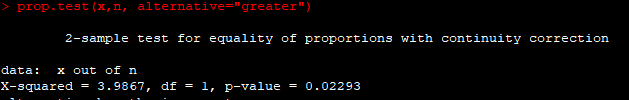 > prop.test(x,n, alternative="greater")
2-sample test for equality of proportions with continuity correction
data:  x out of n
X-squared = 3.9867, df = 1, p-value = 0.02293